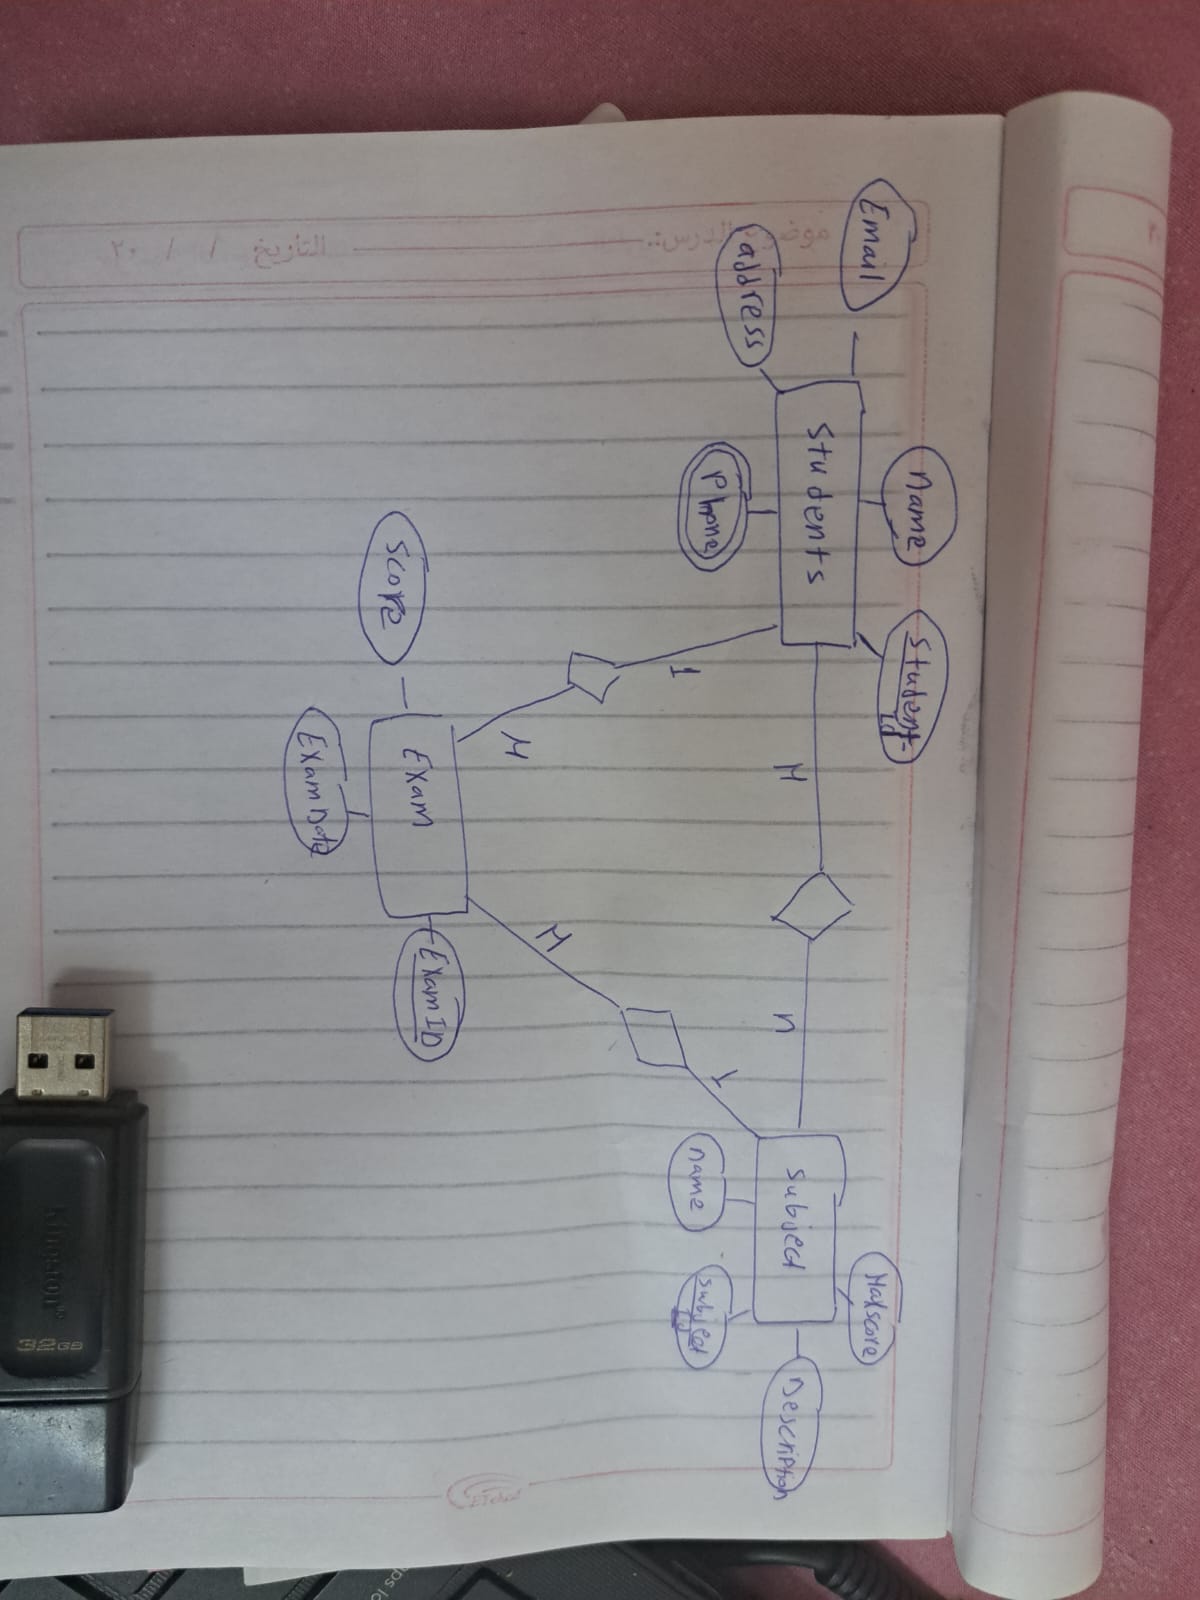 موضوع الدرس:
التاريخ / / ٢٠
Email
address
name
Student-
id
Students
Phone
1
M
M
n
Score
Exam
Exam Date
Exam ID
M
1
Subject
name
Subject
Id
Maxscore
Description
Kingston
32GB